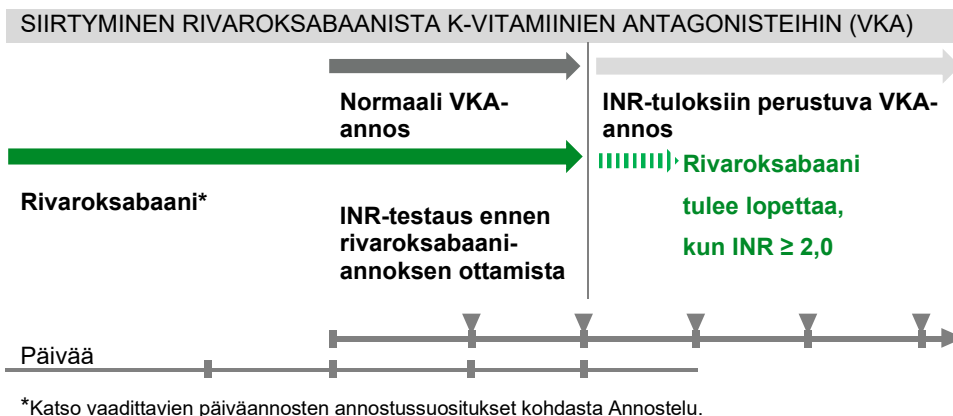 SIIRTYMINEN RIVAROKSABAANISTA K-VITAMIINIEN ANTAGONISTEIHIN (VKA)
Normaali VKA-
annos
INR-tuloksiin perustuva VKA-
annos
Rivaroksabaani*
INR-testaus ennen
rivaroksabaani-
annoksen ottamista
Rivaroksabaani
tulee lopettaa,
kun INR ≥ 2,0
Päivää
*Katso vaadittavien päiväannosten annostussuositukset kohdasta Annostelu.